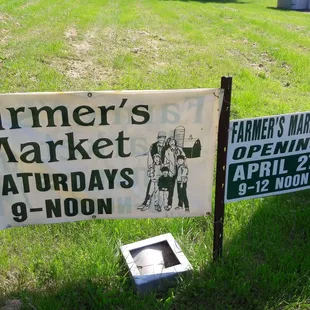 armer's
Market
ATURDAYS
9-NOON
FARMER'S MAR
OPENIN
APRIL 2
9-12 NOON